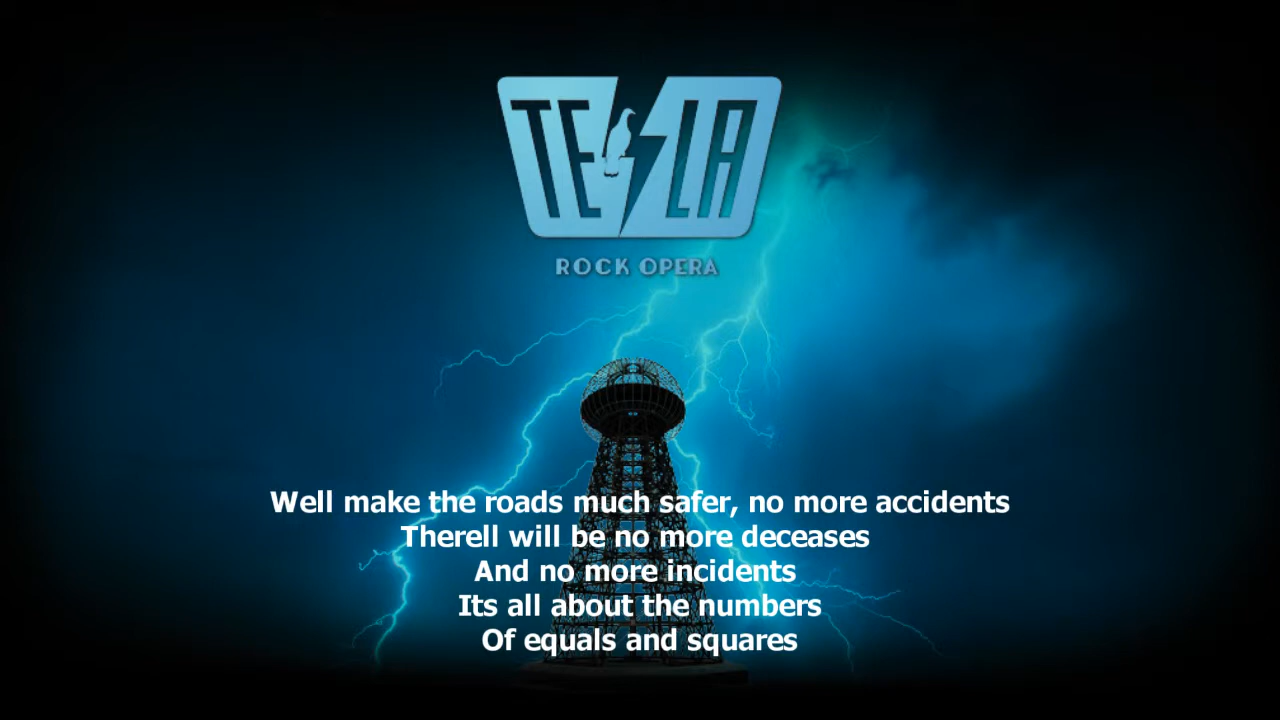 TESLA
ROCK OPERA
Well make the roads much safer, no more accidents
Therell will be no more deceases
And no more incidents
Its all about the numbers
Of equals and squares